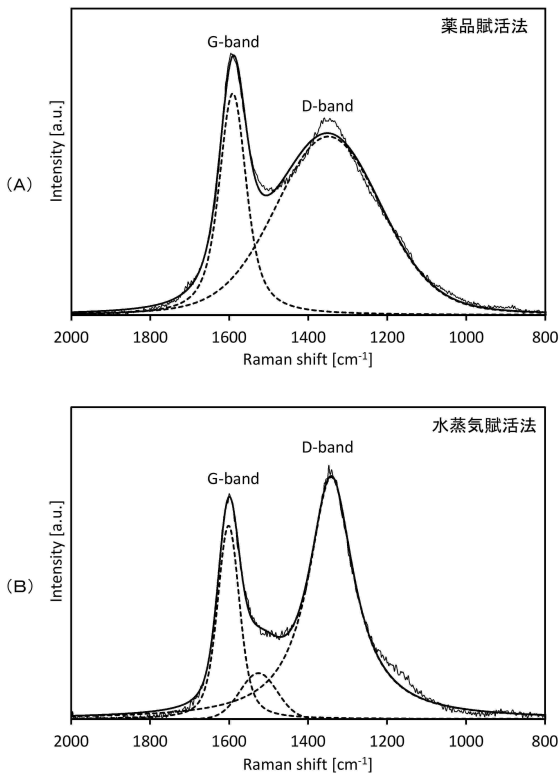 薬品賦活法
G-band
D-band
(A)
Intensity [a.u.]
2000 1800 1600 1400 1200 1000 800
Raman shift [cm-1]
水蒸気賦活法
D-band
G-band
(B)
Intensity [a.u.]
2000 1800 1600 1400 1200 1000 800
Raman shift [cm-1]